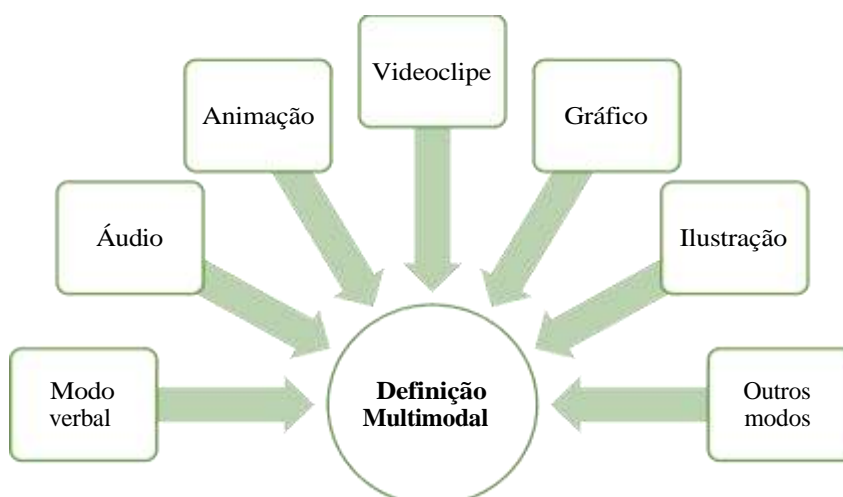 Videoclipe
Animação
Gráfico
Áudio
Ilustração
Modo
verbal
Definição
Multimodal
Outros
modos